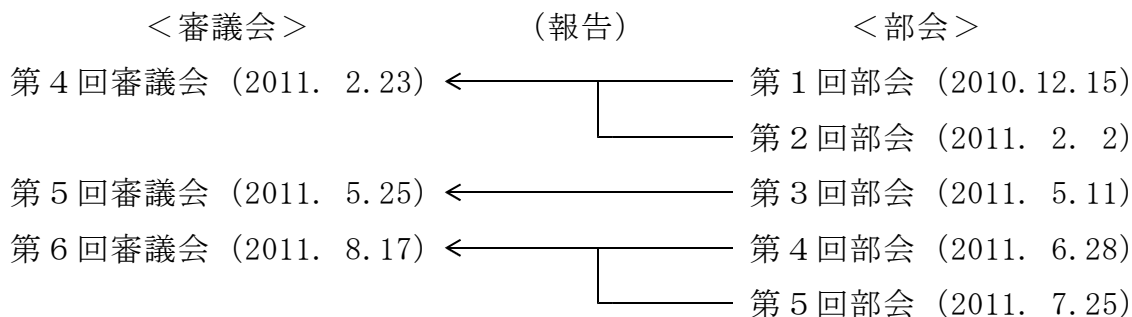 ＜審議会＞ （報告） ＜部会＞
第４回審議会（2011. 2.23） 第１回部会（2010.12.15）
第２回部会（2011. 2. 2）
第５回審議会（2011. 5.25） 第３回部会（2011. 5.11）
第６回審議会（2011. 8.17） 第４回部会（2011. 6.28）
第５回部会（2011. 7.25）